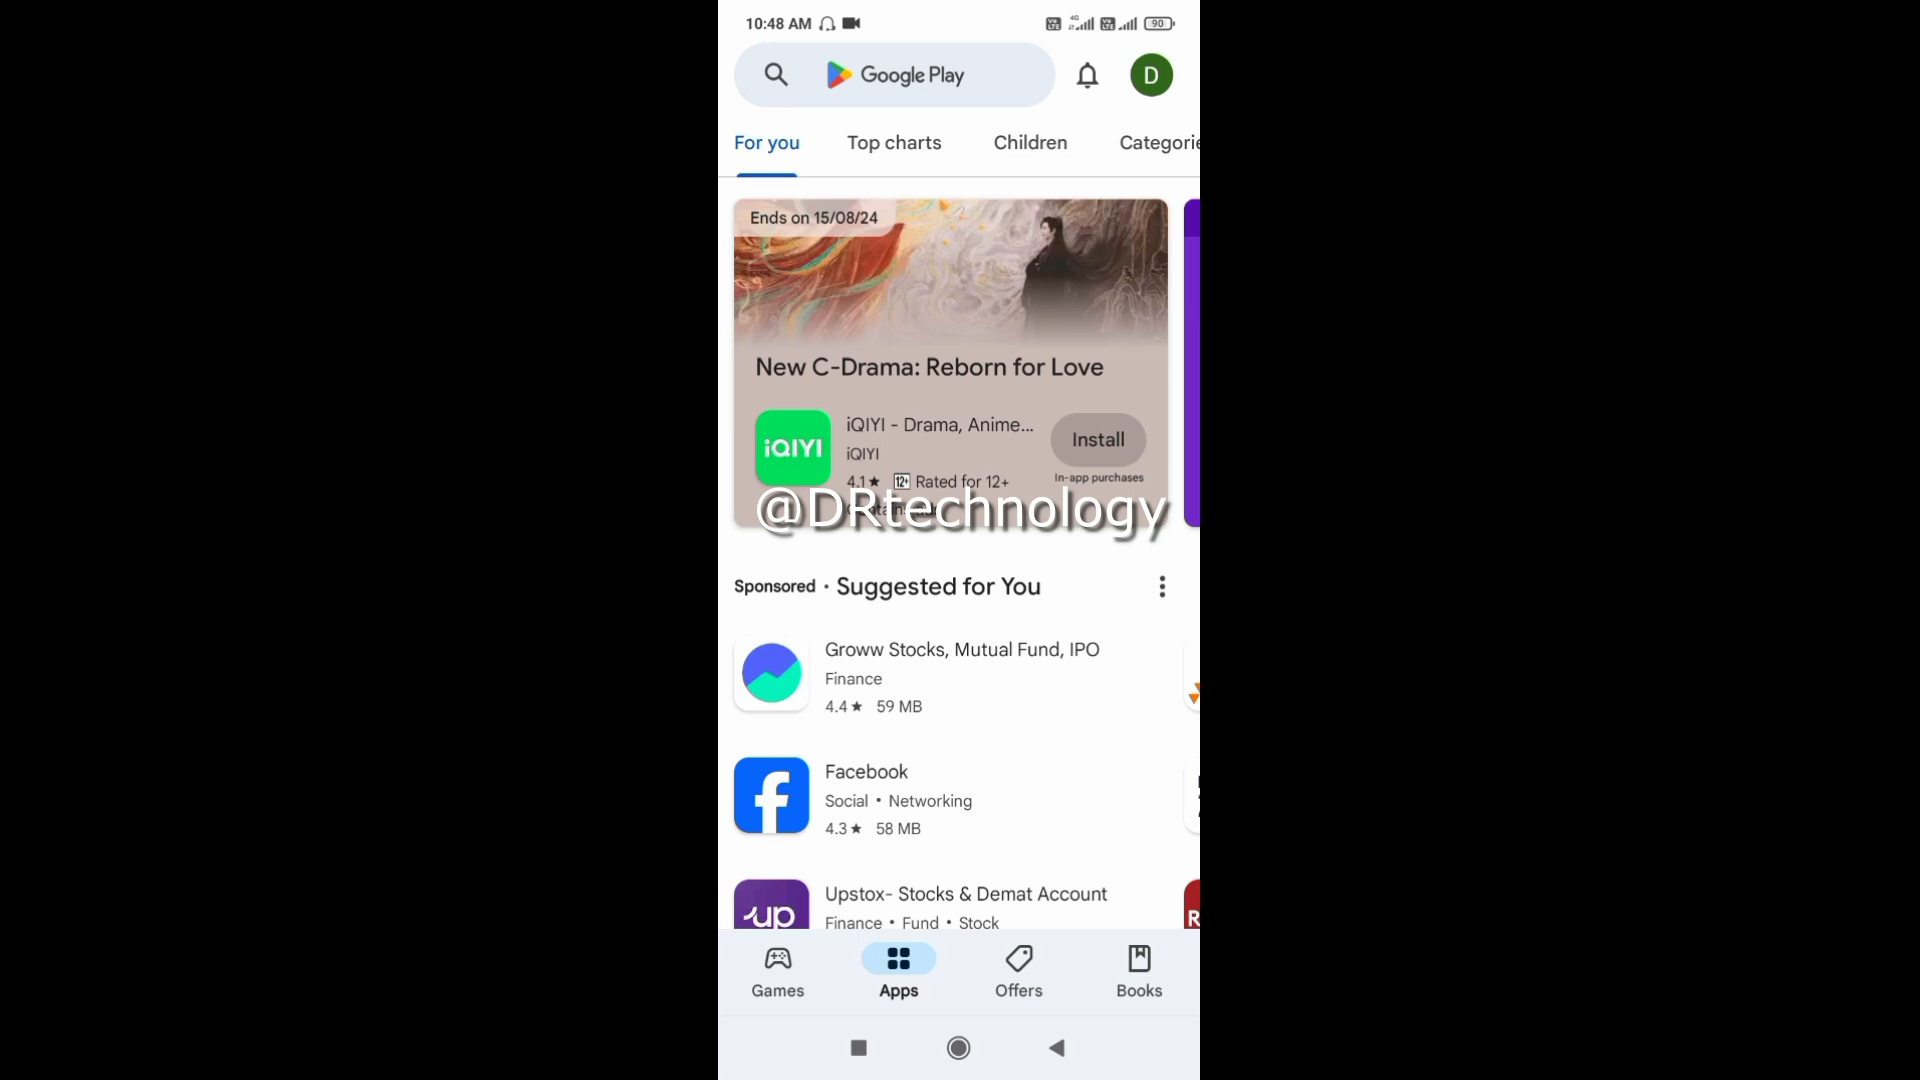 10:48 AM
90
Google Play
D
For you
Top charts
Children
Categorie
Ends on 15/08/24
New C-Drama: Reborn for Love
iQIYI
iQIYI - Drama, Anime...
iQIYI
4.1★ 12+ Rated for 12+
Install
In-app purchases
@DRtechnology
Sponsored • Suggested for You
Groww Stocks, Mutual Fund, IPO
Finance
4.4★ 59 MB
Facebook
Social • Networking
4.3★ 58 MB
up
Upstox- Stocks & Demat Account
Finance • Fund • Stock
Games
Apps
Offers
Books